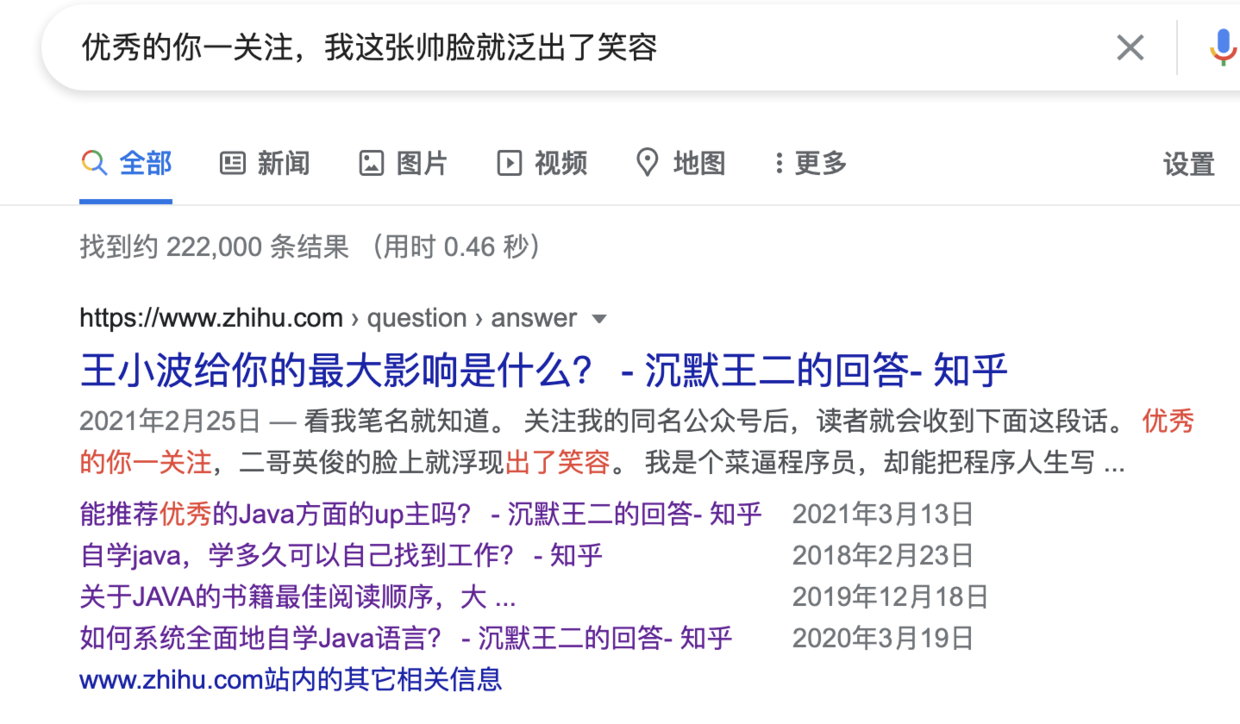 优秀的你一关注，我这张帅脸就泛出了笑容
全部 新闻 图片 视频 地图 更多 设置
找到约 222,000 条结果 （用时 0.46 秒）
https://www.zhihu.com › question › answer
王小波给你的最大影响是什么？ - 沉默王二的回答- 知乎
2021年2月25日 — 看我笔名就知道。 关注我的同名公众号后，读者就会收到下面这段话。 优秀
的你一关注，二哥英俊的脸上就浮现出了笑容。 我是个菜逼程序员，却能把程序人生写 ...
能推荐优秀的Java方面的up主吗？ - 沉默王二的回答- 知乎 2021年3月13日
自学java，学多久可以自己找到工作？ - 知乎 2018年2月23日
关于JAVA的书籍最佳阅读顺序，大 ... 2019年12月18日
如何系统全面地自学Java语言？ - 沉默王二的回答- 知乎 2020年3月19日
www.zhihu.com站内的其它相关信息